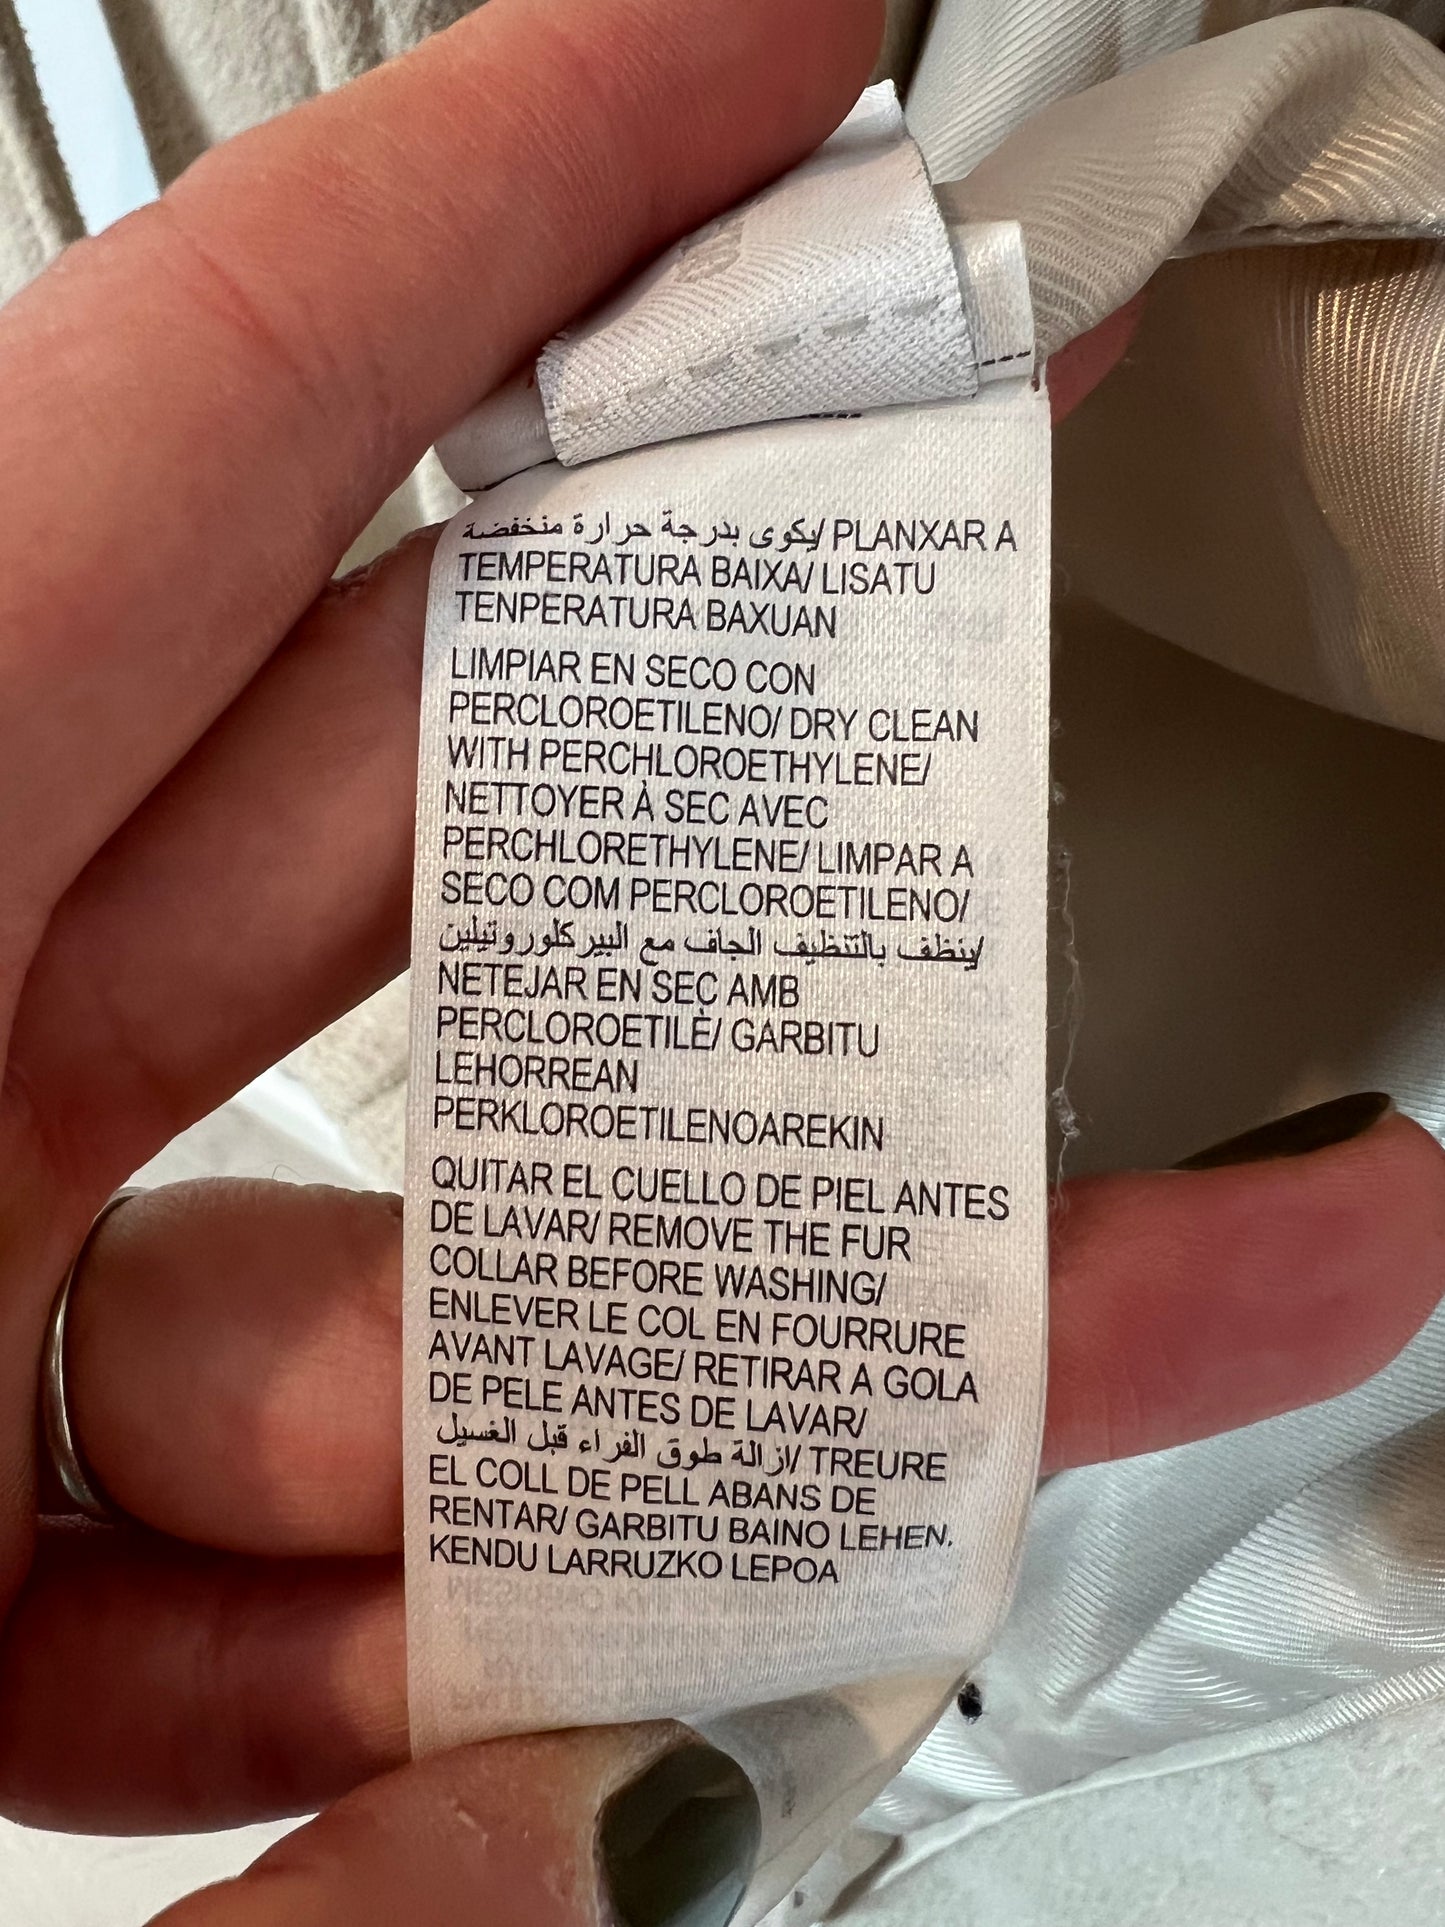 يكوى بدرجة حرارة منخفضة/ PLANXAR A
TEMPERATURA BAIXA/ LISATU
TENPERATURA BAXUAN
LIMPIAR EN SECO CON
PERCLOROETILENO/ DRY CLEAN
WITH PERCHLOROETHYLENE/
NETTOYER À SEC AVEC
PERCHLORETHYLENE/ LIMPAR A
SECO COM PERCLOROETILENO/
ينظف بالتنظيف الجاف مع البيركلوروتيلين/
NETEJAR EN SEC AMB
PERCLOROETILÈ/ GARBITU
LEHORREAN
PERKLOROETILENOAREKIN
QUITAR EL CUELLO DE PIEL ANTES
DE LAVAR/ REMOVE THE FUR
COLLAR BEFORE WASHING/
ENLEVER LE COL EN FOURRURE
AVANT LAVAGE/ RETIRAR A GOLA
DE PELE ANTES DE LAVAR/
ازالة طوق الفراء قبل الغسيل/ TREURE
EL COLL DE PELL ABANS DE
RENTAR/ GARBITU BAINO LEHEN.
KENDU LARRUZKO LEPOA